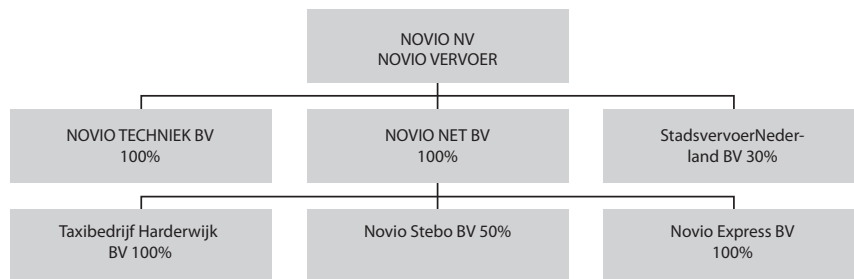 NOVIO NV
NOVIO VERVOER
NOVIO TECHNIEK BV
100%
NOVIO NET BV
100%
StadsvervoerNeder-
land BV 30%
Taxibedrijf Harderwijk
BV 100%
Novio Stebo BV 50%
Novio Express BV
100%